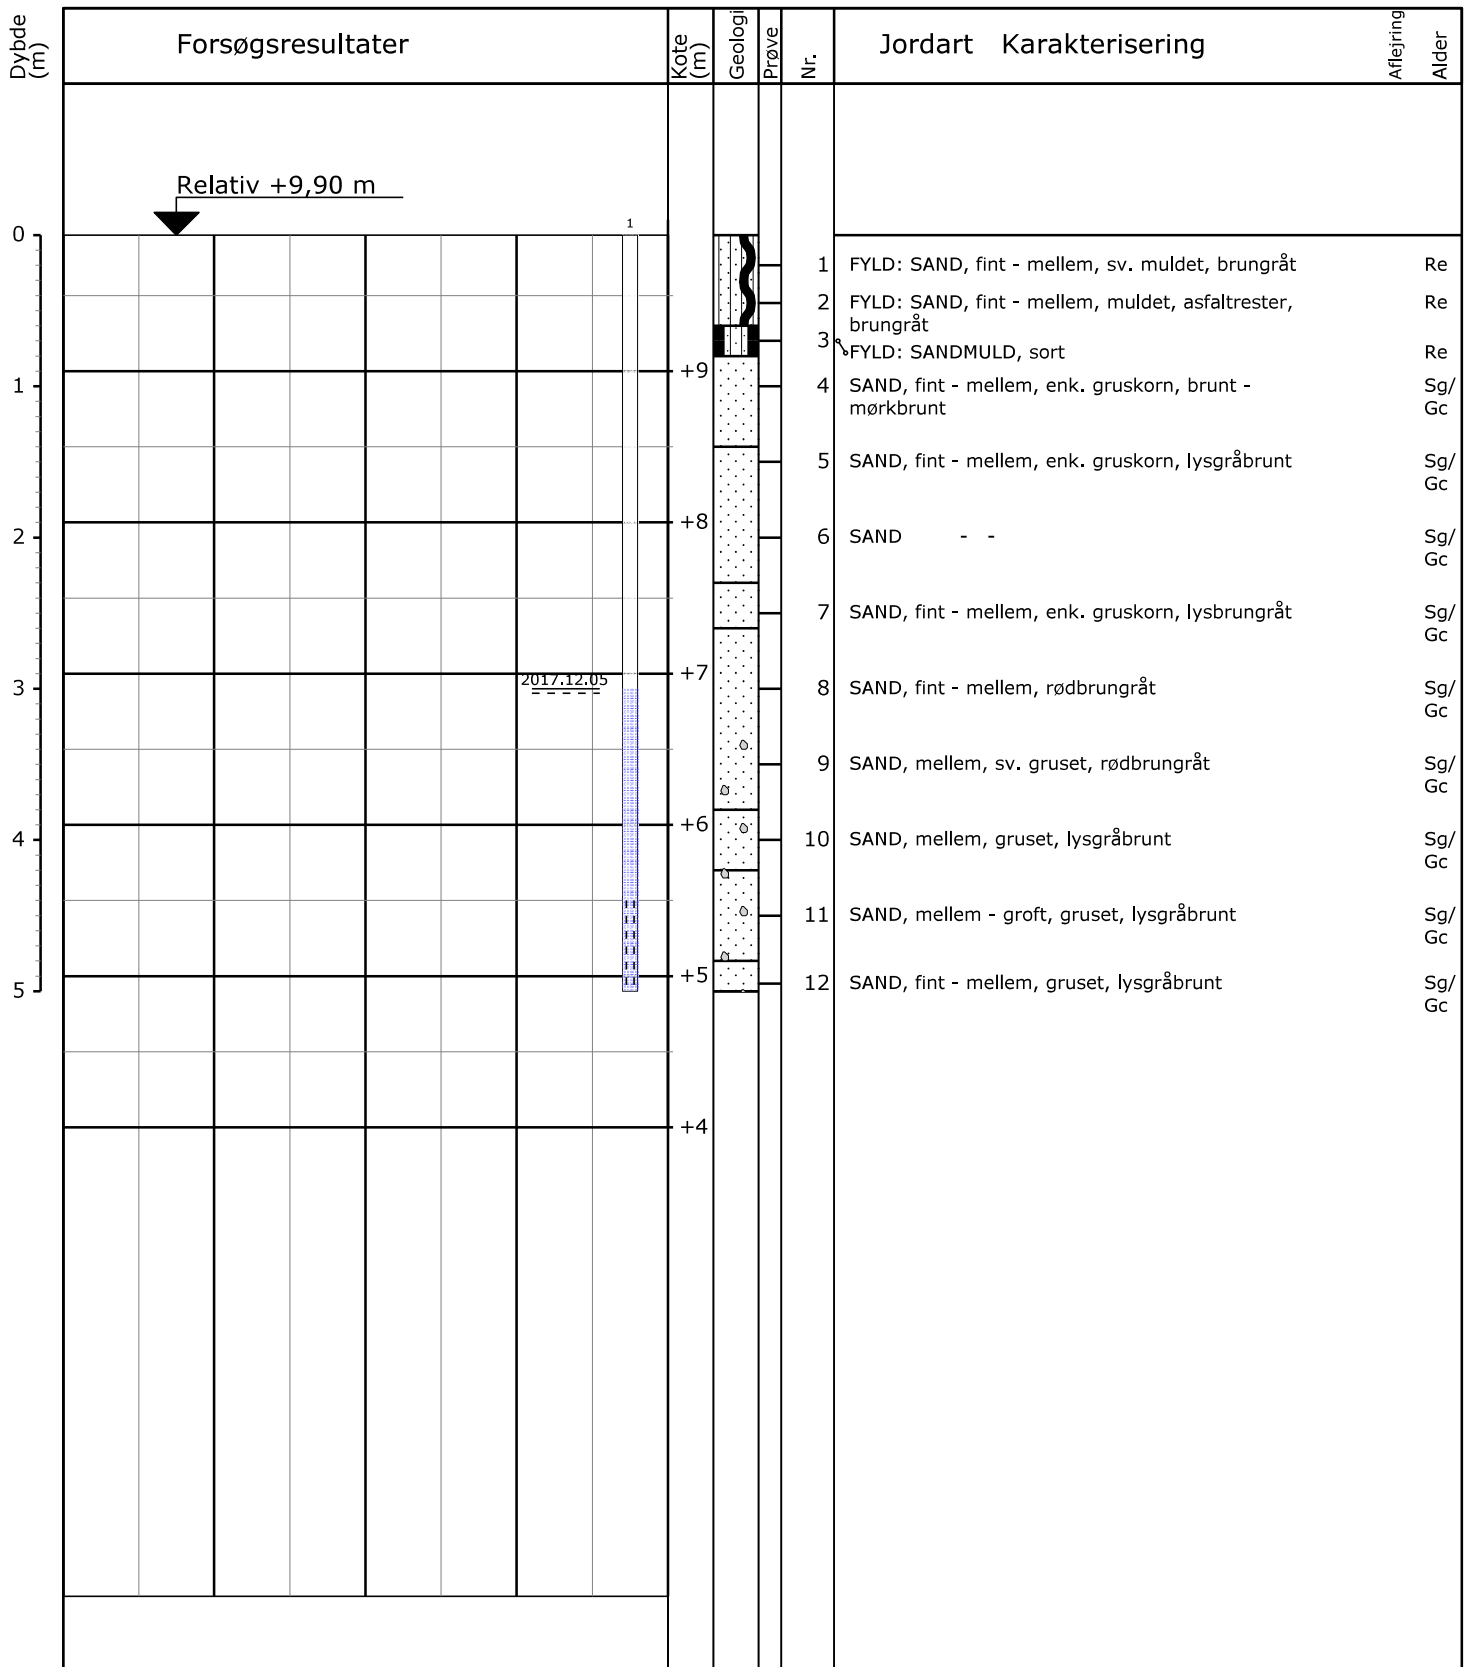 Dybde
(m)
Forsøgsresultater
Kote
(m)
Geologi
Prøve
Nr.
Jordart Karakterisering
Aflejring
Alder
Relativ +9,90 m
1
0
1 FYLD: SAND, fint - mellem, sv. muldet, brungråt Re
2 FYLD: SAND, fint - mellem, muldet, asfaltrester, Re
brungråt
3 FYLD: SANDMULD, sort Re
+9
1
4 SAND, fint - mellem, enk. gruskorn, brunt - Sg/
mørkbrunt Gc
5 SAND, fint - mellem, enk. gruskorn, lysgråbrunt Sg/
Gc
+8
2
6 SAND - - Sg/
Gc
7 SAND, fint - mellem, enk. gruskorn, lysbrungråt Sg/
Gc
+7
2017.12.05
3
8 SAND, fint - mellem, rødbrungråt Sg/
Gc
9 SAND, mellem, sv. gruset, rødbrungråt Sg/
Gc
+6
4
10 SAND, mellem, gruset, lysgråbrunt Sg/
Gc
11 SAND, mellem - groft, gruset, lysgråbrunt Sg/
Gc
+5
5
12 SAND, fint - mellem, gruset, lysgråbrunt Sg/
Gc
+4